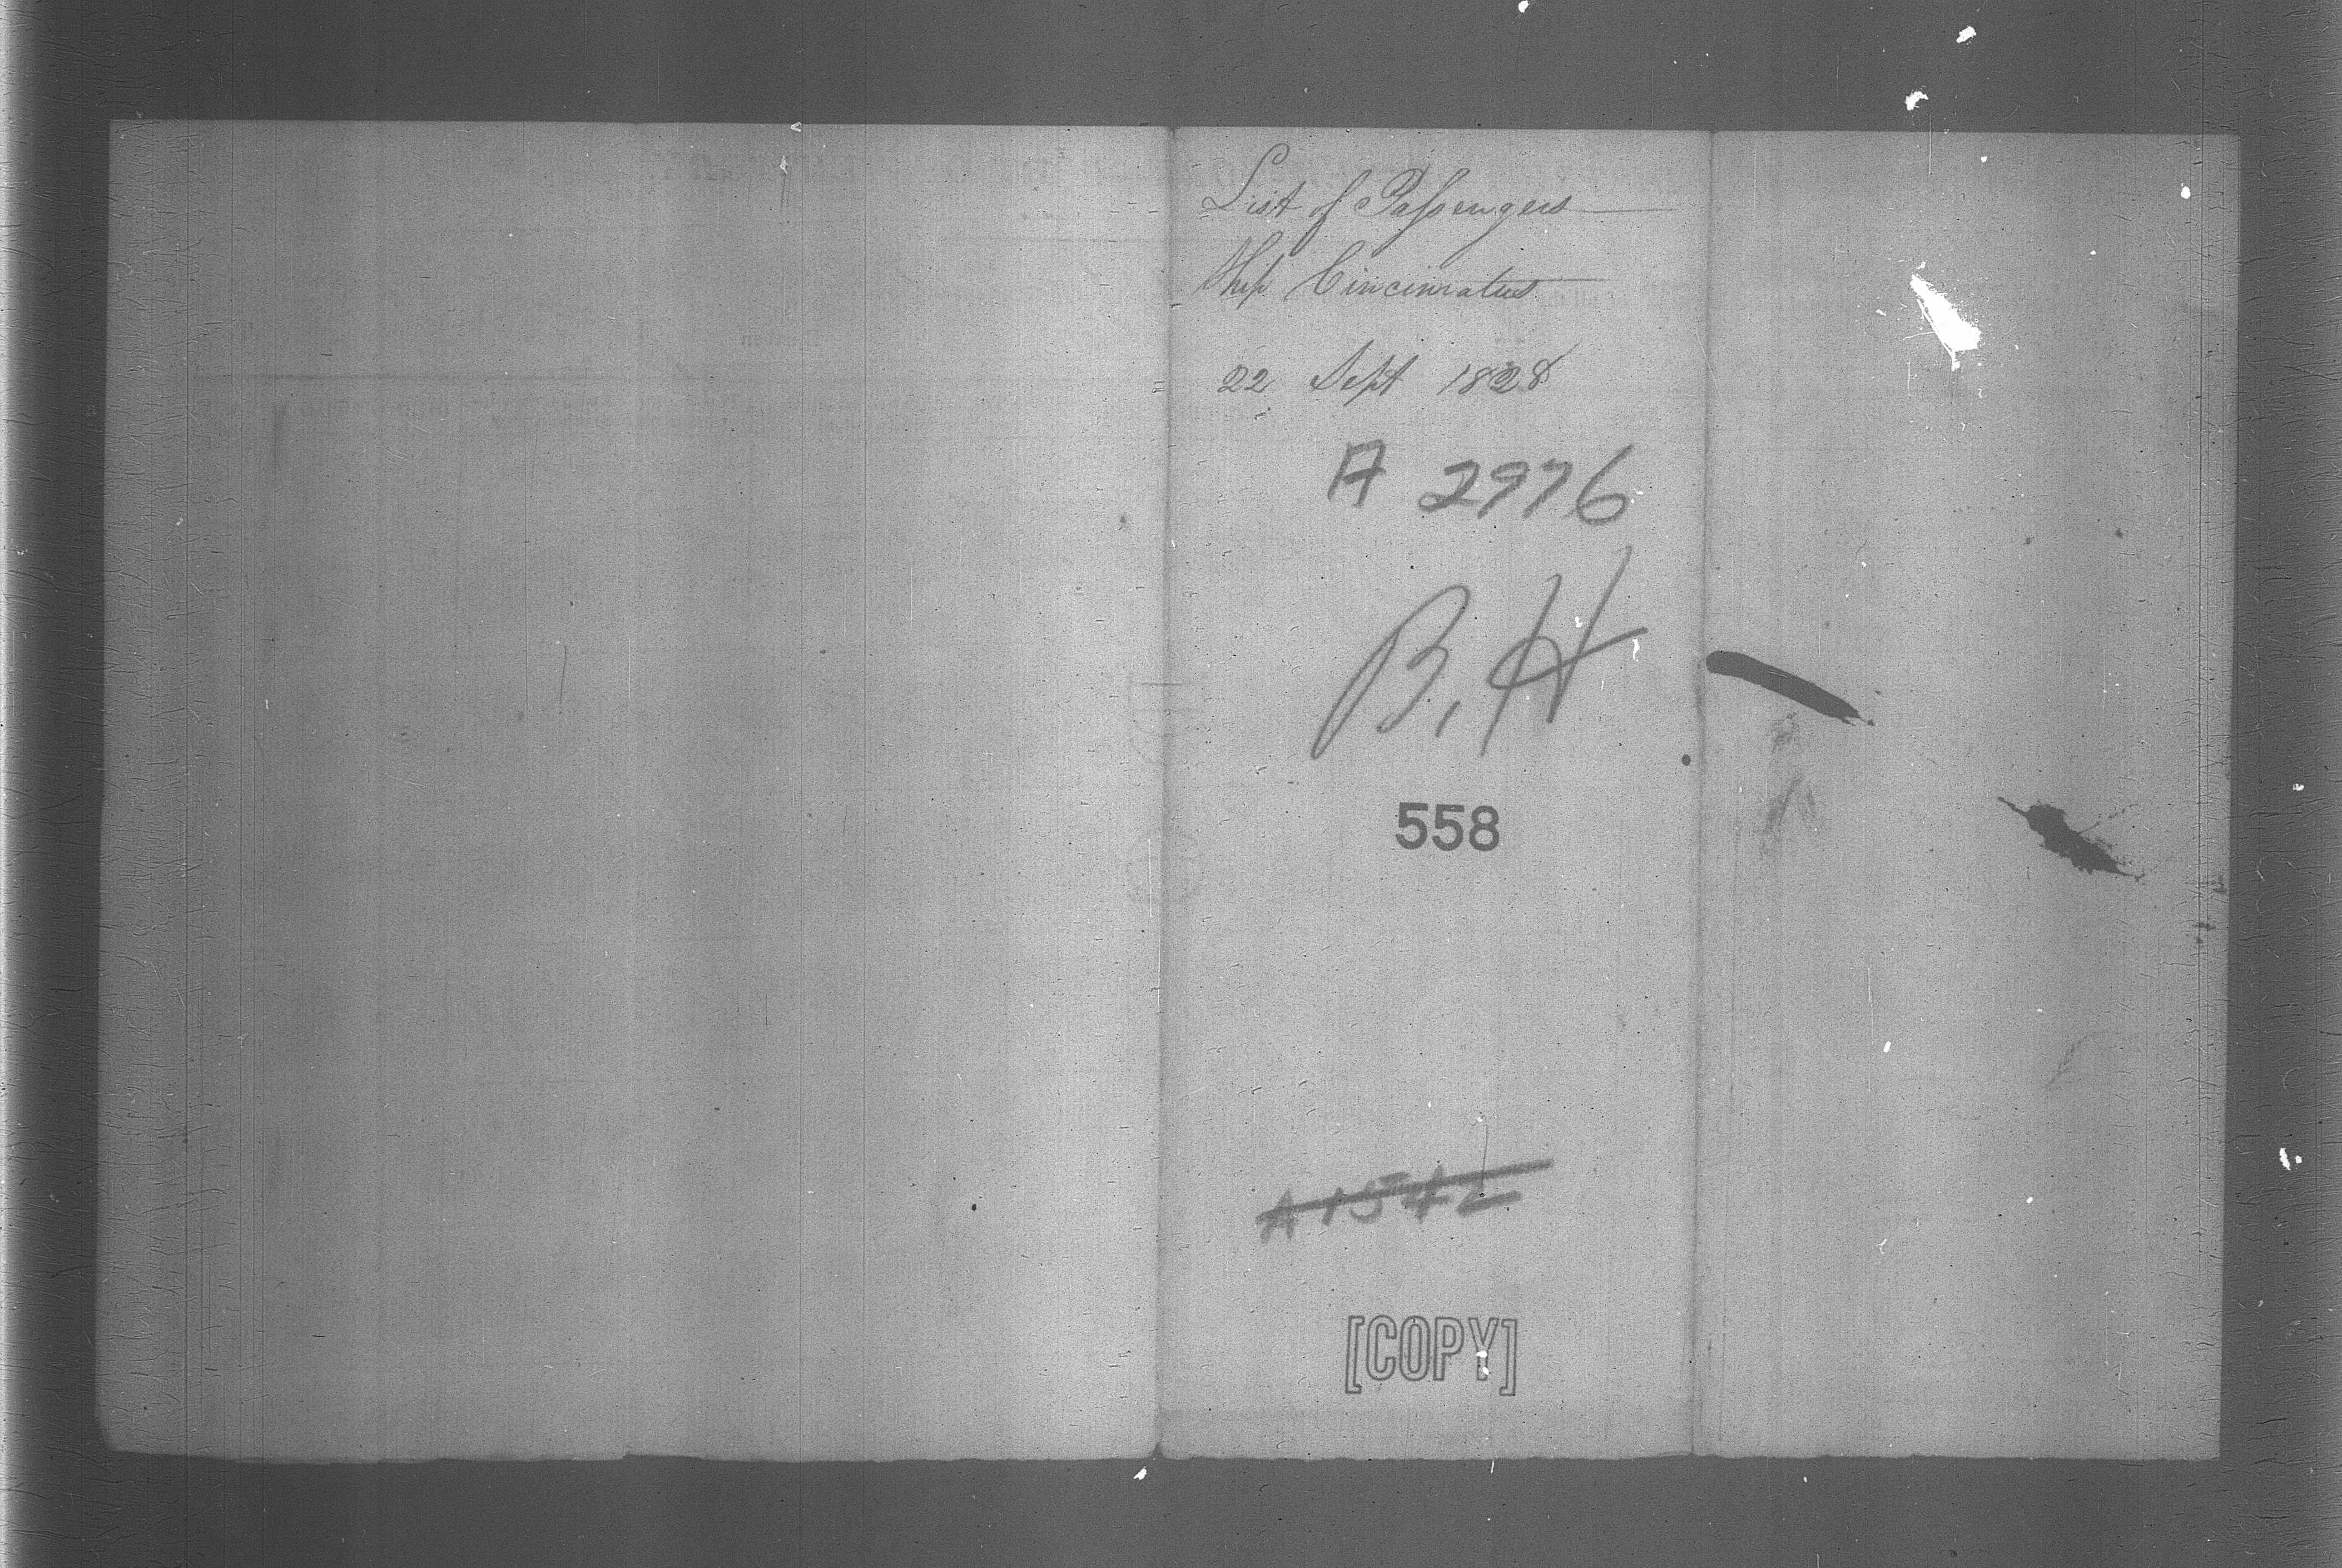 List of Passengers
Ship Cincinnatus
22 Sept 1828
A 2976
B, H
558
A 1542
[COPY]